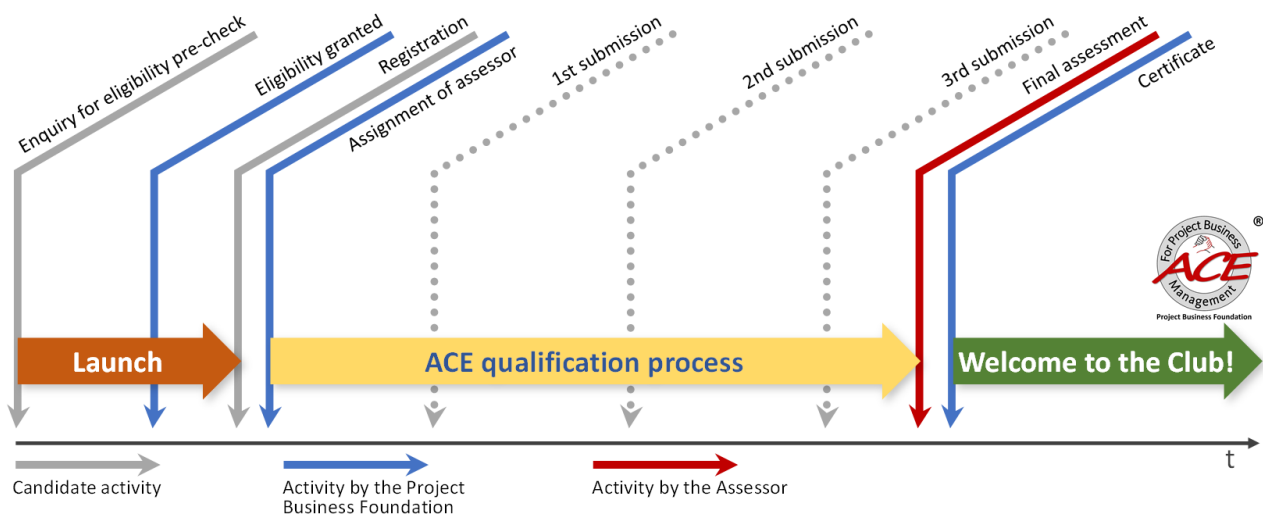 Enquiry for eligibility pre-check
Eligibility granted
Registration
Assignment of assessor
1st submission
2nd submission
3rd submission
Final assessment
Certificate
®
For Project Business
ACE
Management
Project Business Foundation
Launch
ACE qualification process
Welcome to the Club!
t
Candidate activity
Activity by the Project
Business Foundation
Activity by the Assessor